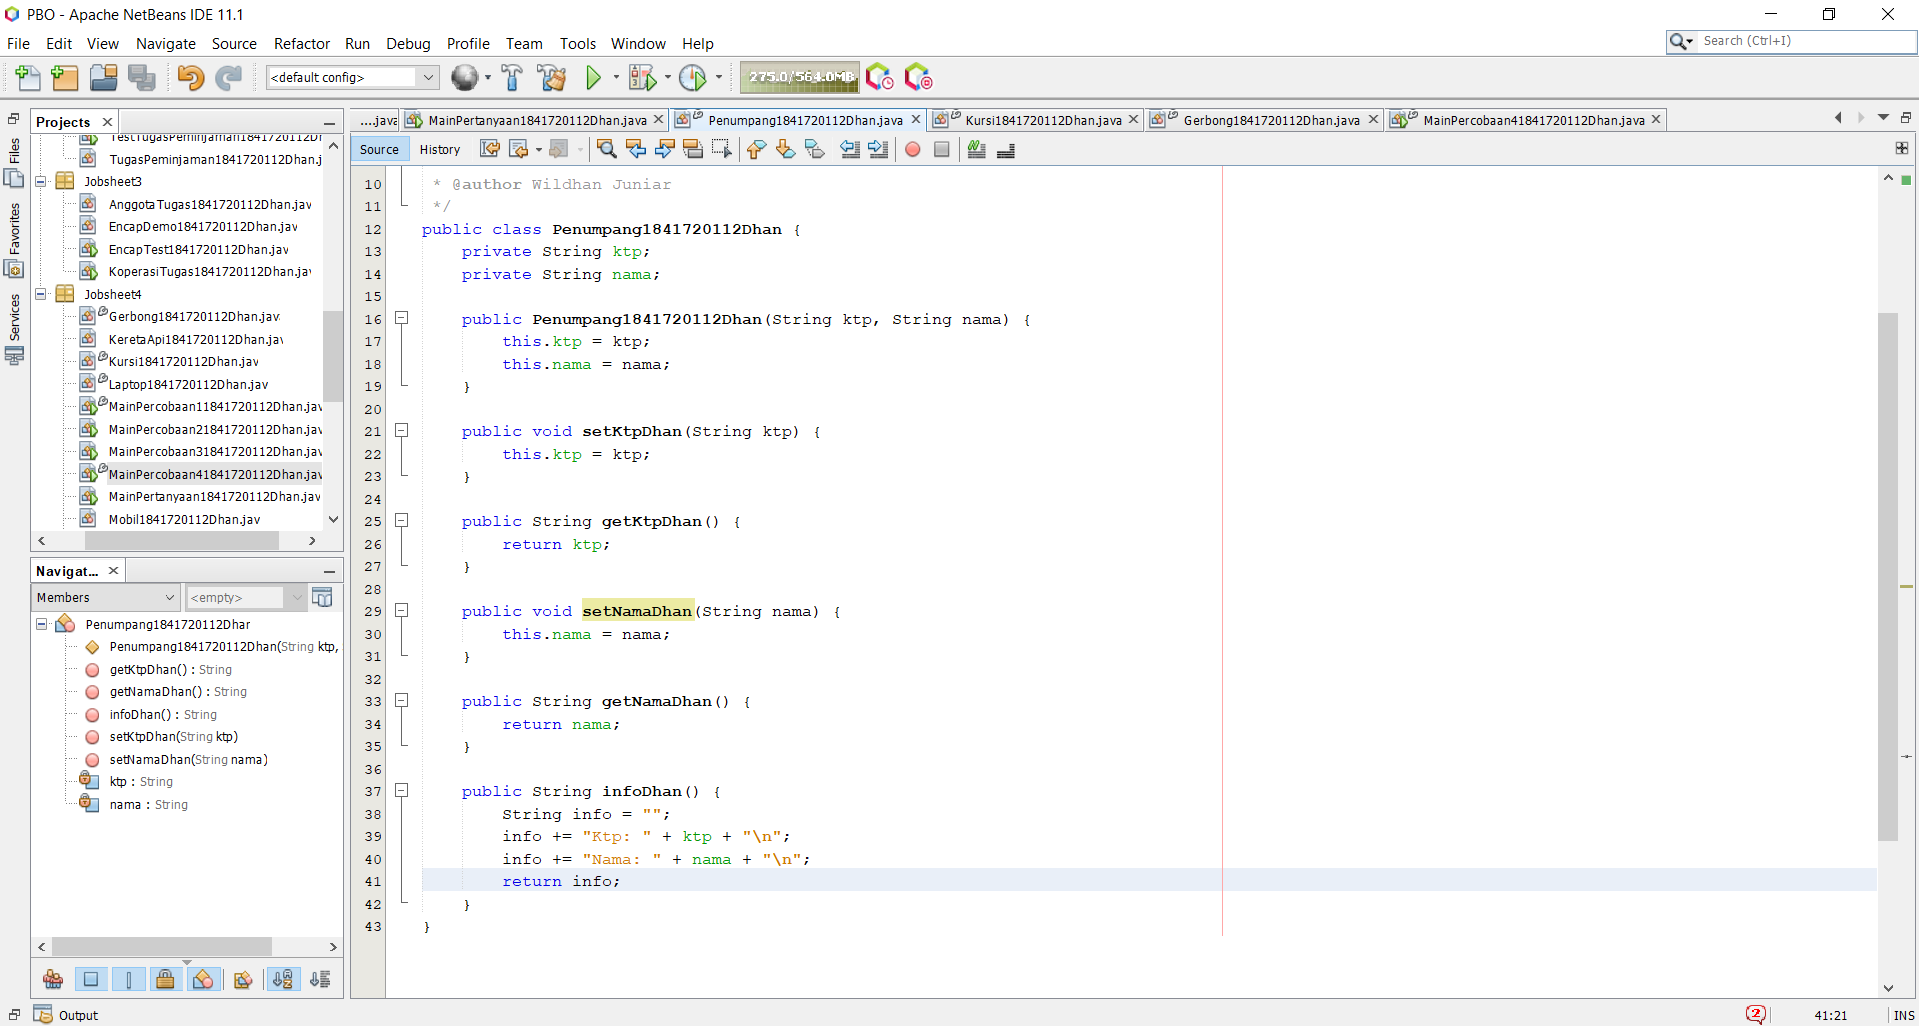 PBO - Apache NetBeans IDE 11.1
File Edit View Navigate Source Refactor Run Debug Profile Team Tools Window Help
Search (Ctrl+I)
<default config>
275.0/564.0MB
Files
Favorites
Services
Projects
TestTugasPeminjaman1841720112Dr
TugasPeminjaman1841720112Dhan.j
Jobsheet3
AnggotaTugas1841720112Dhan.jav
EncapDemo1841720112Dhan.jav
EncapTest1841720112Dhan.jav
KoperasiTugas1841720112Dhan.jav
Jobsheet4
Gerbong1841720112Dhan.jav
KeretaApi1841720112Dhan.jav
Kursi1841720112Dhan.jav
Laptop1841720112Dhan.jav
MainPercobaan11841720112Dhan.jav
MainPercobaan21841720112Dhan.jav
MainPercobaan31841720112Dhan.jav
MainPercobaan41841720112Dhan.jav
MainPertanyaan1841720112Dhan.jav
Mobil1841720112Dhan.jav
Navigat...
Members
<empty>
Penumpang1841720112Dhar
Penumpang1841720112Dhan(String ktp,
getKtpDhan() : String
getNamaDhan() : String
infoDhan() : String
setKtpDhan(String ktp)
setNamaDhan(String nama)
ktp : String
nama : String
....java MainPertanyaan1841720112Dhan.java Penumpang1841720112Dhan.java Kursi1841720112Dhan.java Gerbong1841720112Dhan.java MainPercobaan41841720112Dhan.java
Source History
10 * @author Wildhan Juniar
11 */
12 public class Penumpang1841720112Dhan {
13 private String ktp;
14 private String nama;
15
16 public Penumpang1841720112Dhan(String ktp, String nama) {
17 this.ktp = ktp;
18 this.nama = nama;
19 }
20
21 public void setKtpDhan(String ktp) {
22 this.ktp = ktp;
23 }
24
25 public String getKtpDhan() {
26 return ktp;
27 }
28
29 public void setNamaDhan(String nama) {
30 this.nama = nama;
31 }
32
33 public String getNamaDhan() {
34 return nama;
35 }
36
37 public String infoDhan() {
38 String info = "";
39 info += "Ktp: " + ktp + "\n";
40 info += "Nama: " + nama + "\n";
41 return info;
42 }
43 }
Output
2
41:21
INS